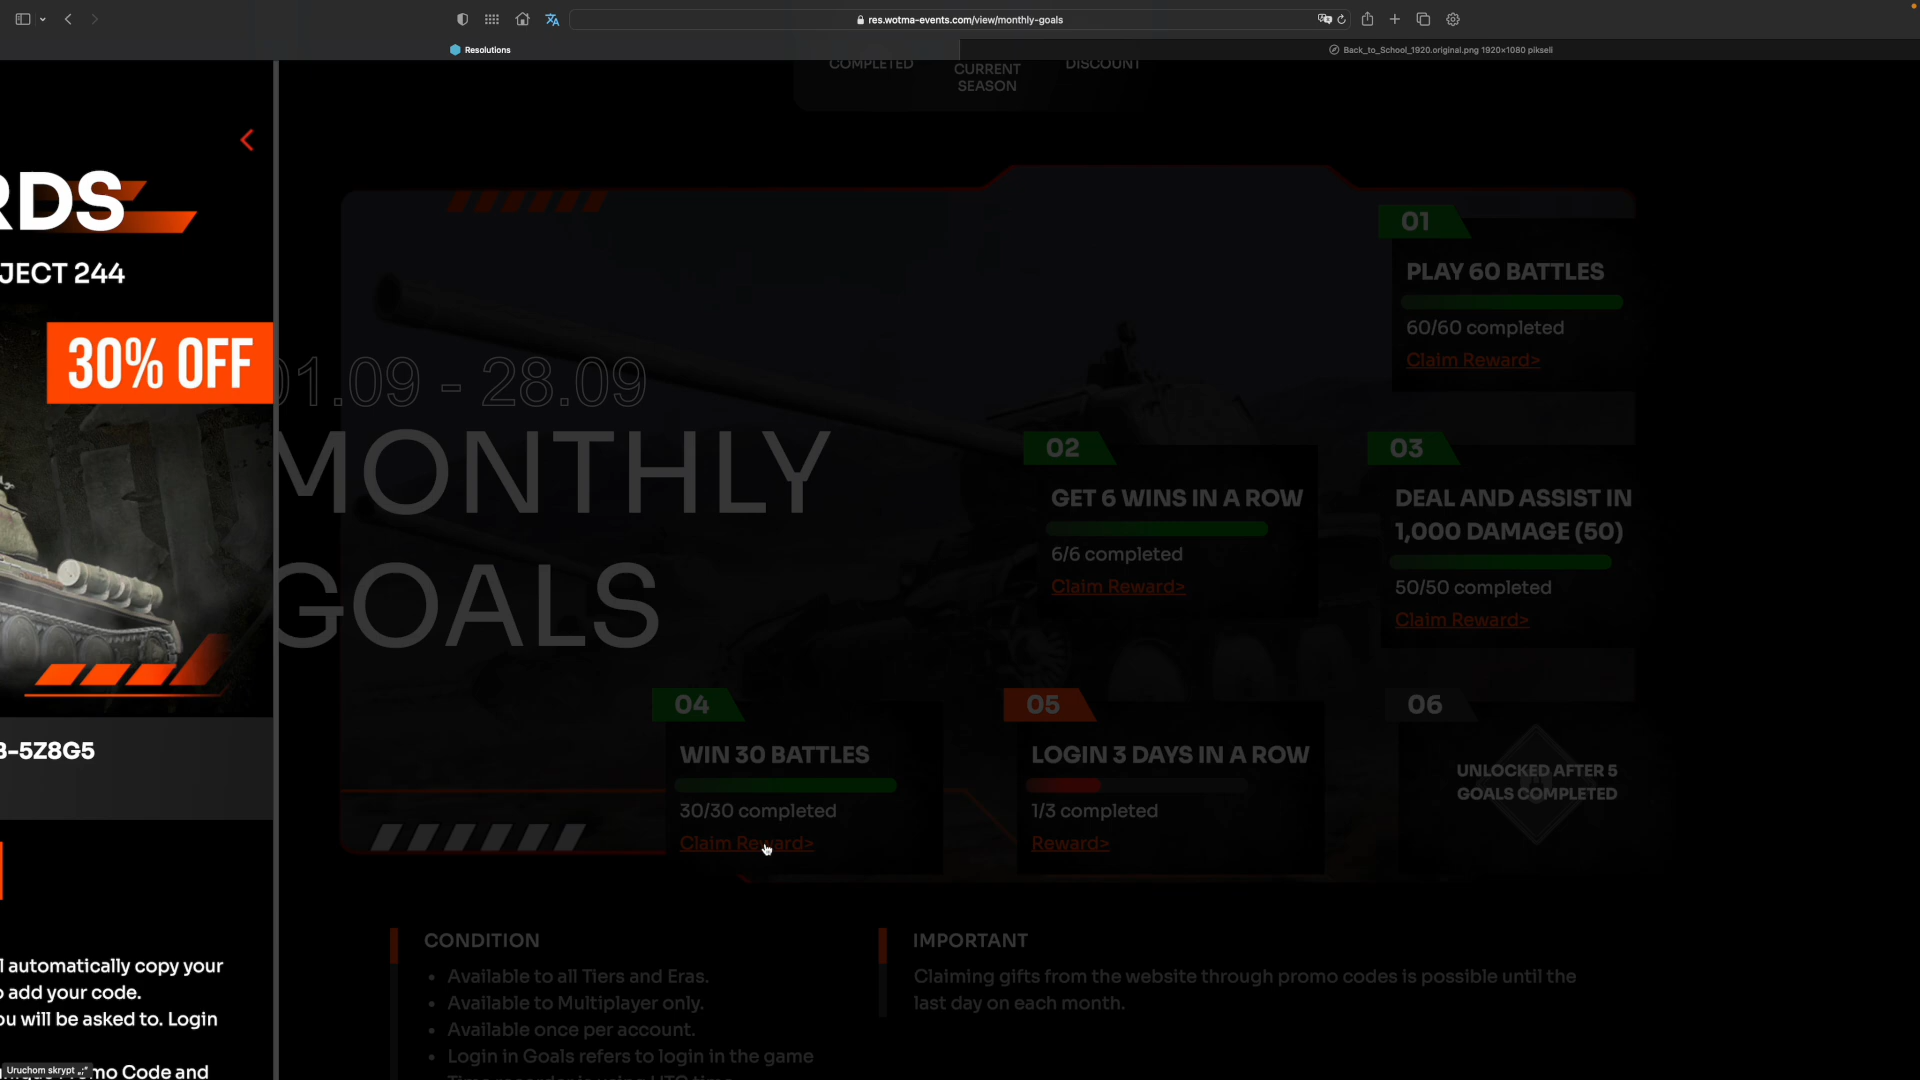 res.wotma-events.com/view/monthly-goals
Resolutions
Back_to_School_1920.original.png 1920×1080 pikseli
COMPLETED
CURRENT
SEASON
DISCOUNT
RDS
JECT 244
30% OFF
3-5Z8G5
l automatically copy your
o add your code.
ou will be asked to. Login
mo Code and
Uruchom skrypt „;”
01.09 - 28.09
MONTHLY
GOALS
01
PLAY 60 BATTLES
60/60 completed
Claim Reward>
02
GET 6 WINS IN A ROW
6/6 completed
Claim Reward>
03
DEAL AND ASSIST IN
1,000 DAMAGE (50)
50/50 completed
Claim Reward>
04
WIN 30 BATTLES
30/30 completed
Claim Reward>
05
LOGIN 3 DAYS IN A ROW
1/3 completed
Reward>
06
UNLOCKED AFTER 5
GOALS COMPLETED
CONDITION
• Available to all Tiers and Eras.
• Available to Multiplayer only.
• Available once per account.
• Login in Goals refers to login in the game
IMPORTANT
Claiming gifts from the website through promo codes is possible until the
last day on each month.